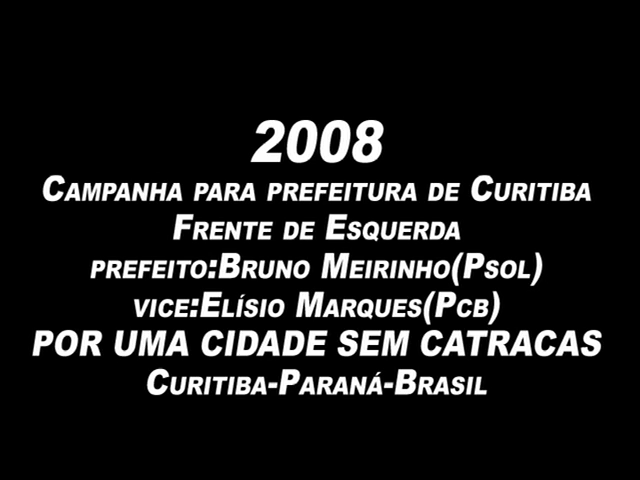 2008
CAMPANHA PARA PREFEITURA DE CURITIBA
FRENTE DE ESQUERDA
PREFEITO:BRUNO MEIRINHO(PSOL)
VICE:ELÍSIO MARQUES(PCB)
POR UMA CIDADE SEM CATRACAS
CURITIBA-PARANÁ-BRASIL